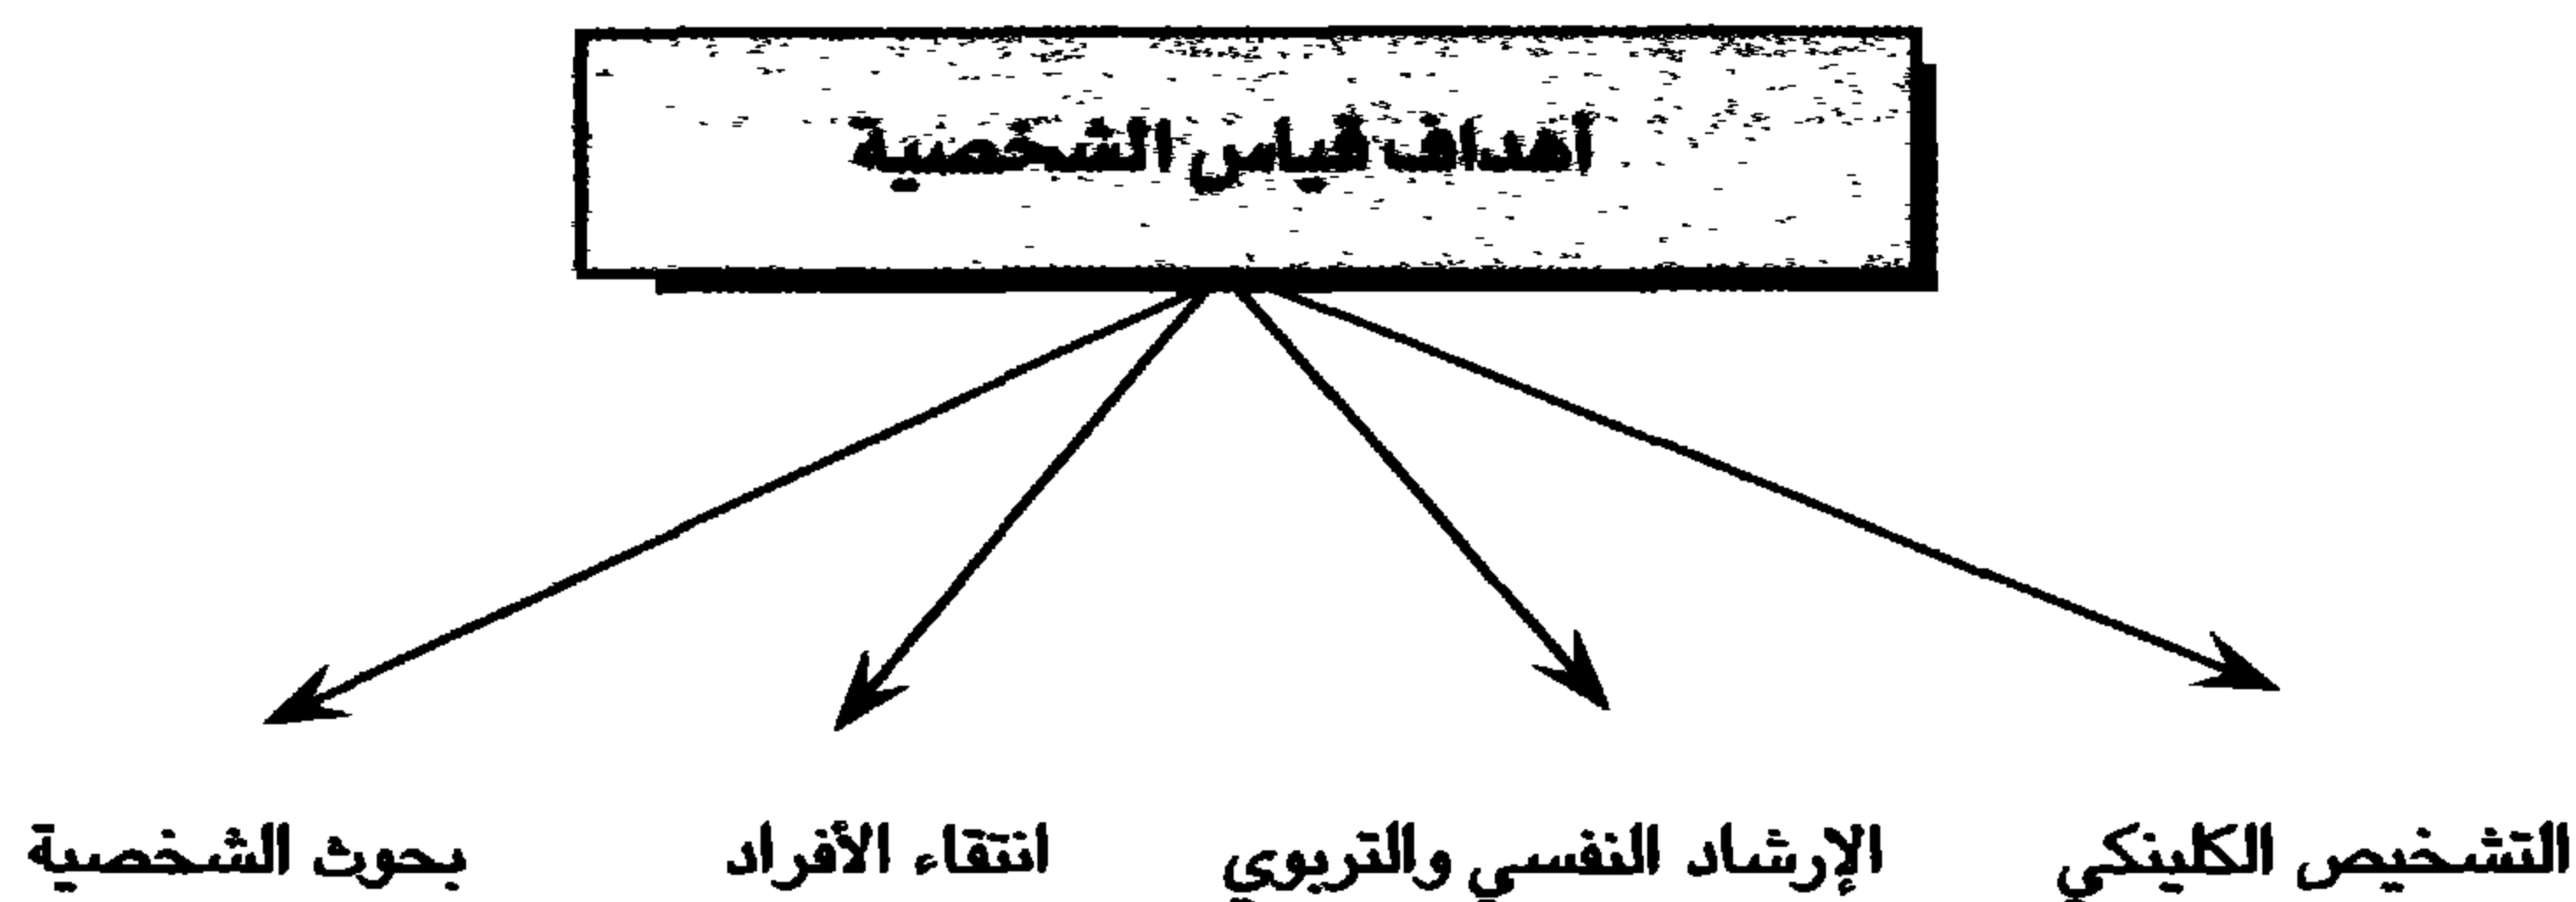 أهداف قياس الشخصية
التشخيص الكلينكي
الإرشاد النفسي والتربوي
انتقاء الأفراد
بحوث الشخصية